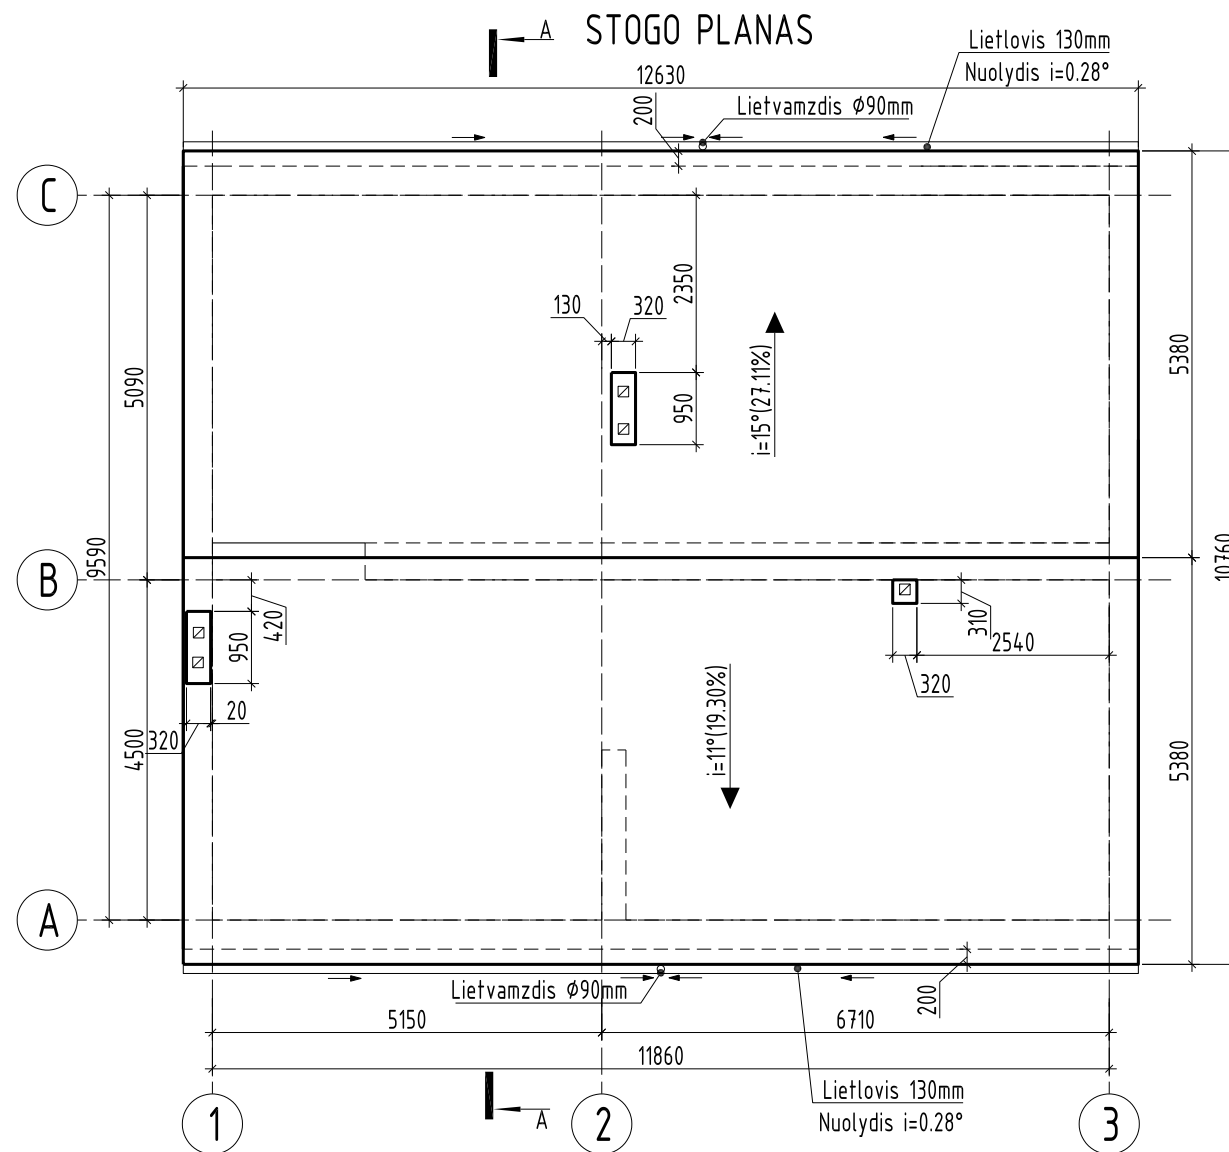 A
STOGO PLANAS
Lietlovis 130mm
Nuolydis i=0.28°
12630
200
Lietvamzdis Ø90mm
C
2350
130
320
5380
5090
i=15°(27.11%)
950
9590
10760
B
420
310
950
2540
320
20
320
4500
i=11°(19.30%)
5380
A
Lietvamzdis Ø90mm
200
5150
6710
11860
Lietlovis 130mm
Nuolydis i=0.28°
A
1
2
3